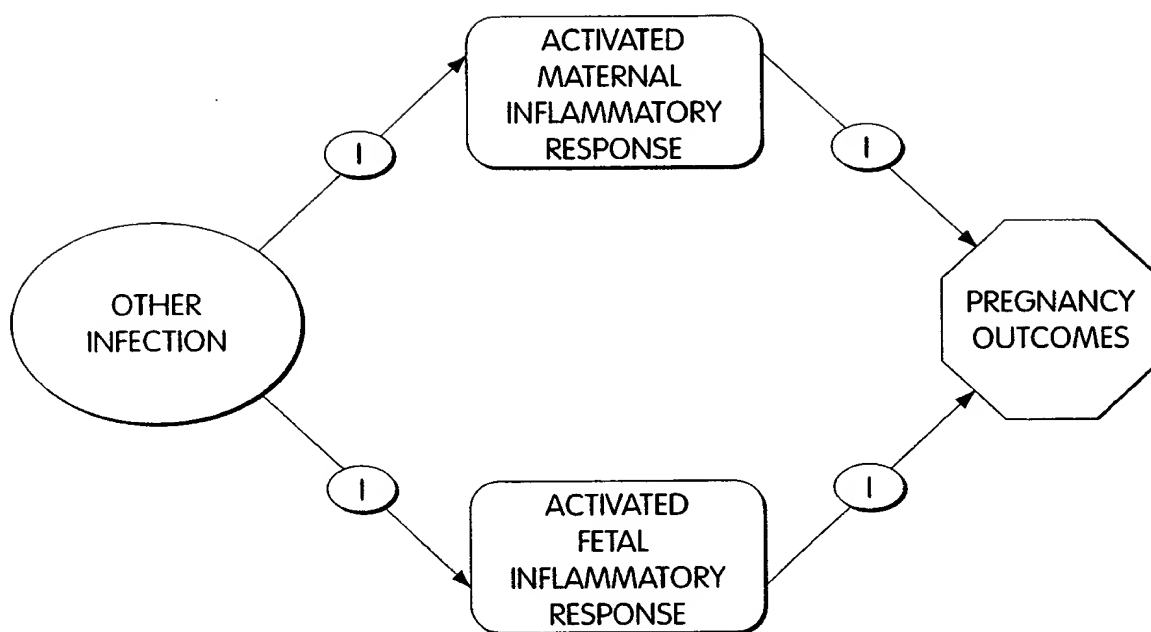 ACTIVATED
MATERNAL
INFLAMMATORY
RESPONSE
I
I
OTHER
INFECTION
PREGNANCY
OUTCOMES
I
I
ACTIVATED
FETAL
INFLAMMATORY
RESPONSE